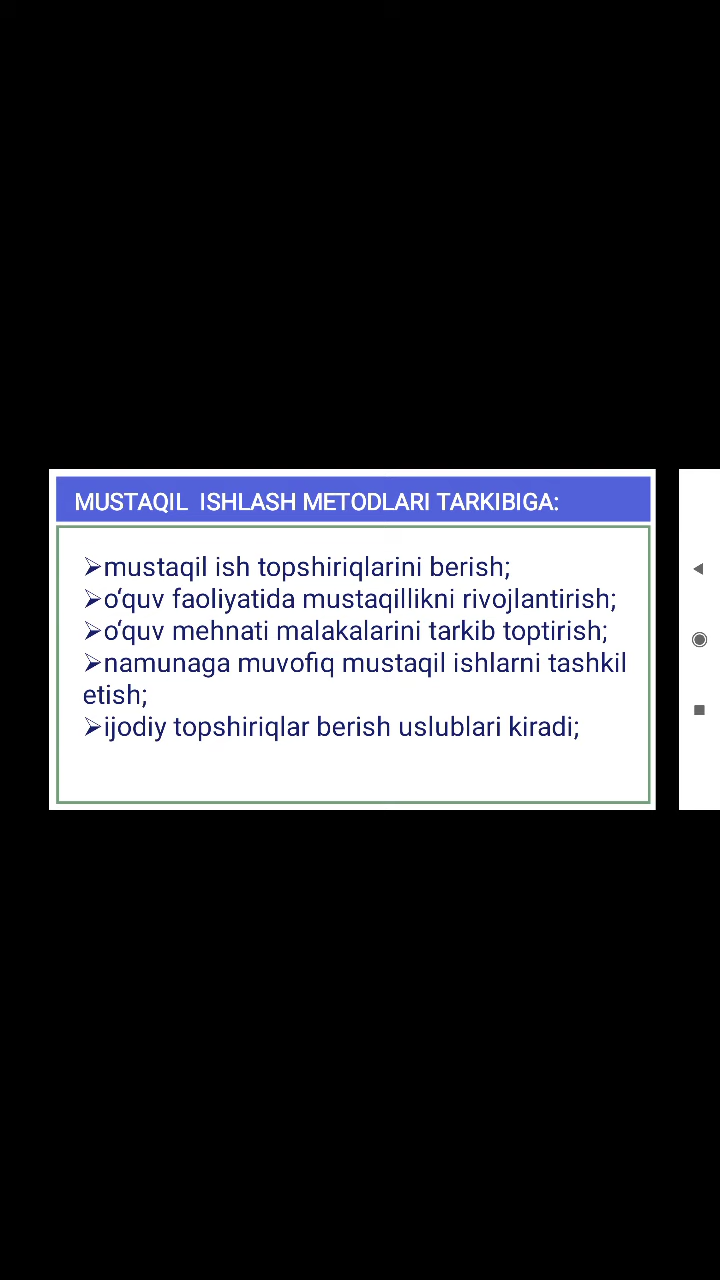 MUSTAQIL  ISHLASH METODLARI TARKIBIGA:
➢mustaqil ish topshiriqlarini berish;
➢o‘quv faoliyatida mustaqillikni rivojlantirish;
➢o‘quv mehnati malakalarini tarkib toptirish;
➢namunaga muvofiq mustaqil ishlarni tashkil
etish;
➢ijodiy topshiriqlar berish uslublari kiradi;